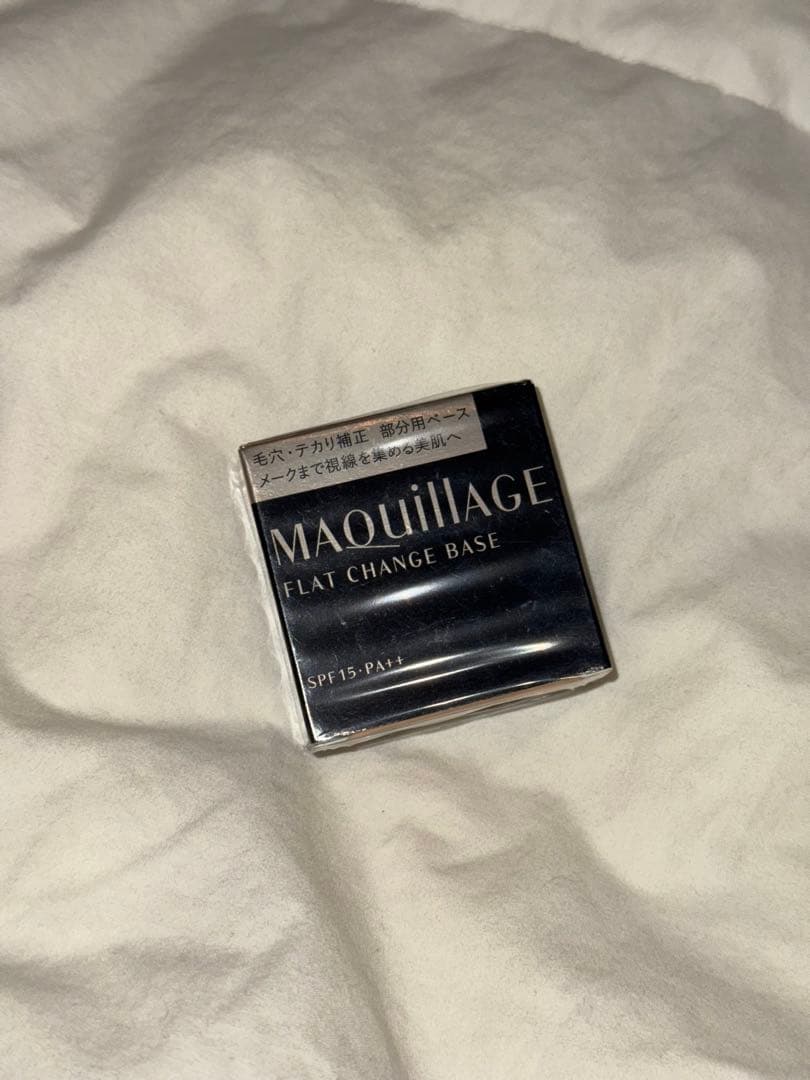 毛穴・テカリ補正 部分用ベース
メークまで視線を集める美肌へ
MAQuillAGE
FLAT CHANGE BASE
SPF15・PA++